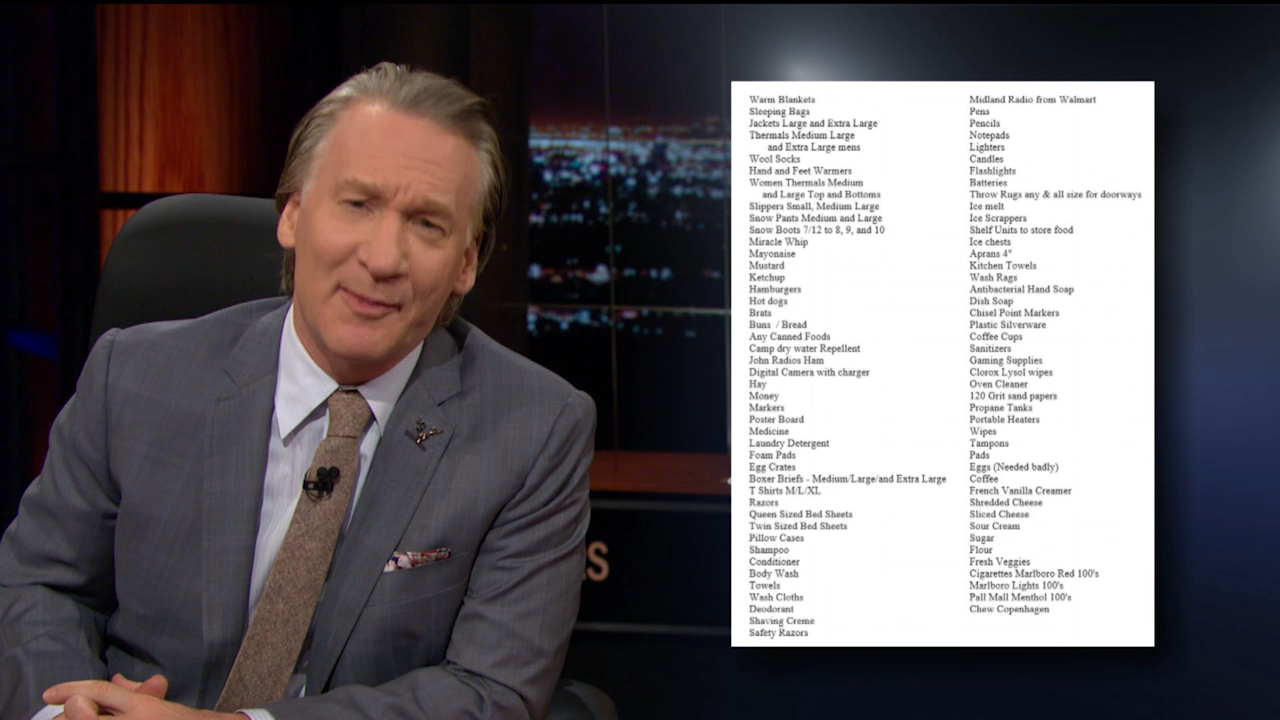 Warm Blankets
Sleeping Bags
Jackets Large and Extra Large
Thermals Medium Large
and Extra Large mens
Wool Socks
Hand and Feet Warmers
Women Thermals Medium
and Large Top and Bottoms
Slippers Small, Medium Large
Snow Pants Medium and Large
Snow Boots 7/12 to 8, 9, and 10
Miracle Whip
Mayonaise
Mustard
Ketchup
Hamburgers
Hot dogs
Brats
Buns / Bread
Any Canned Foods
Camp dry water Repellent
John Radios Ham
Digital Camera with charger
Hay
Money
Markers
Poster Board
Medicine
Laundry Detergent
Foam Pads
Egg Crates
Boxer Briefs - Medium/Large/and Extra Large
T Shirts M/L/XL
Razors
Queen Sized Bed Sheets
Twin Sized Bed Sheets
Pillow Cases
Shampoo
Conditioner
Body Wash
Towels
Wash Cloths
Deodorant
Shaving Creme
Safety Razors
Midland Radio from Walmart
Pens
Pencils
Notepads
Lighters
Candles
Flashlights
Batteries
Throw Rugs any & all size for doorways
Ice melt
Ice Scrappers
Shelf Units to store food
Ice chests
Aprans 4"
Kitchen Towels
Wash Rags
Antibacterial Hand Soap
Dish Soap
Chisel Point Markers
Plastic Silverware
Coffee Cups
Sanitizers
Gaming Supplies
Clorox Lysol wipes
Oven Cleaner
120 Grit sand papers
Propane Tanks
Portable Heaters
Wipes
Tampons
Pads
Eggs (Needed badly)
Coffee
French Vanilla Creamer
Shredded Cheese
Sliced Cheese
Sour Cream
Sugar
Flour
Fresh Veggies
Cigarettes Marlboro Red 100's
Marlboro Lights 100's
Pall Mall Menthol 100's
Chew Copenhagen